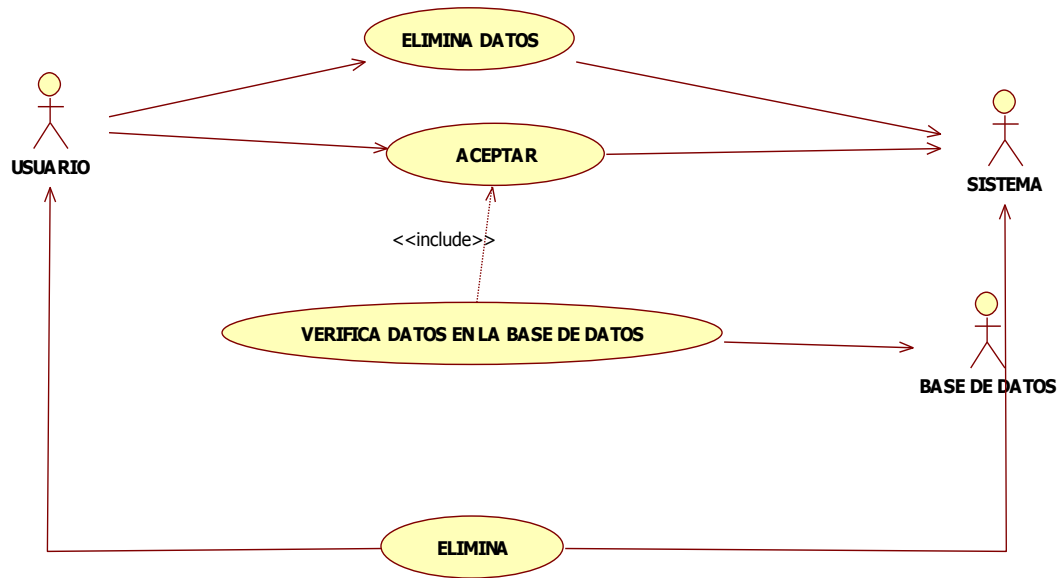 ELIMINA DATOS
USUARIO
ACEPTAR
SISTEMA
<<include>>
VERIFICA DATOS EN LA BASE DE DATOS
BASE DE DATOS
ELIMINA